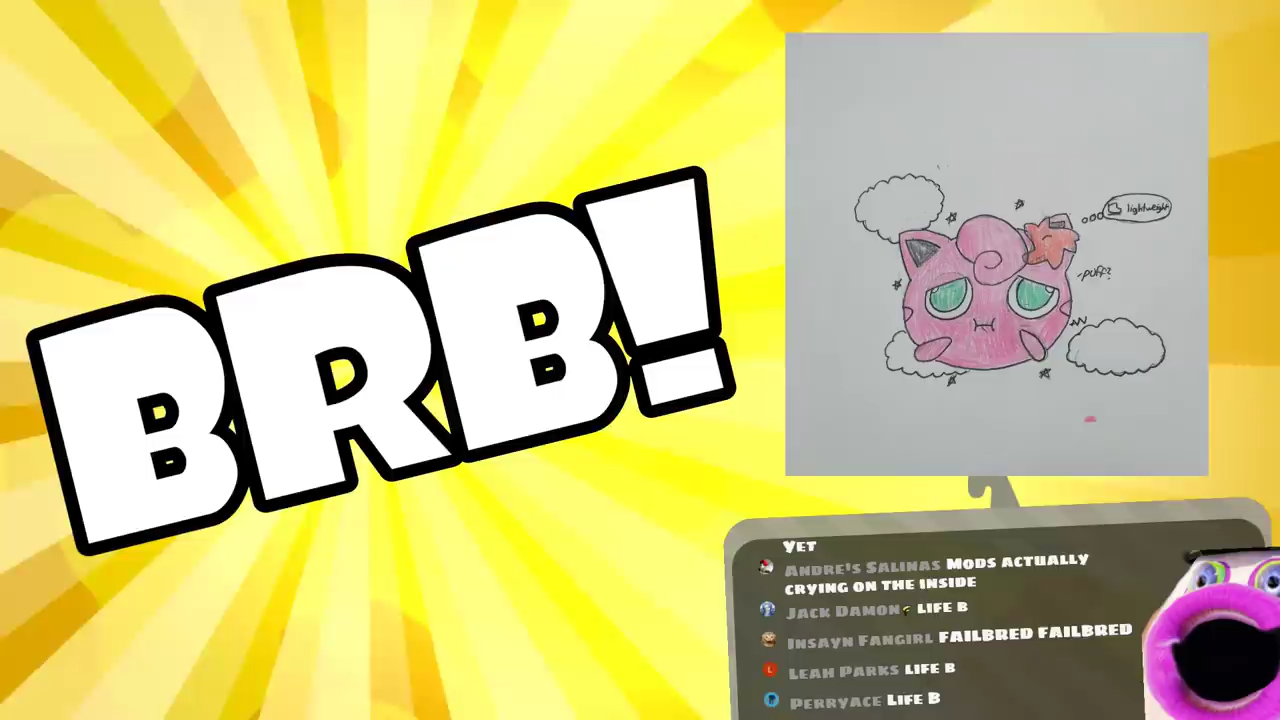 BRB!
lightweight
~puff?
YET
ANDRE'S SALINAS MODS ACTUALLY
CRYING ON THE INSIDE
JACK DAMON LIFE B
INSAYN FANGIRL FAILBRED FAILBRED
LEAH PARKS LIFE B
PERRYACE LIFE B